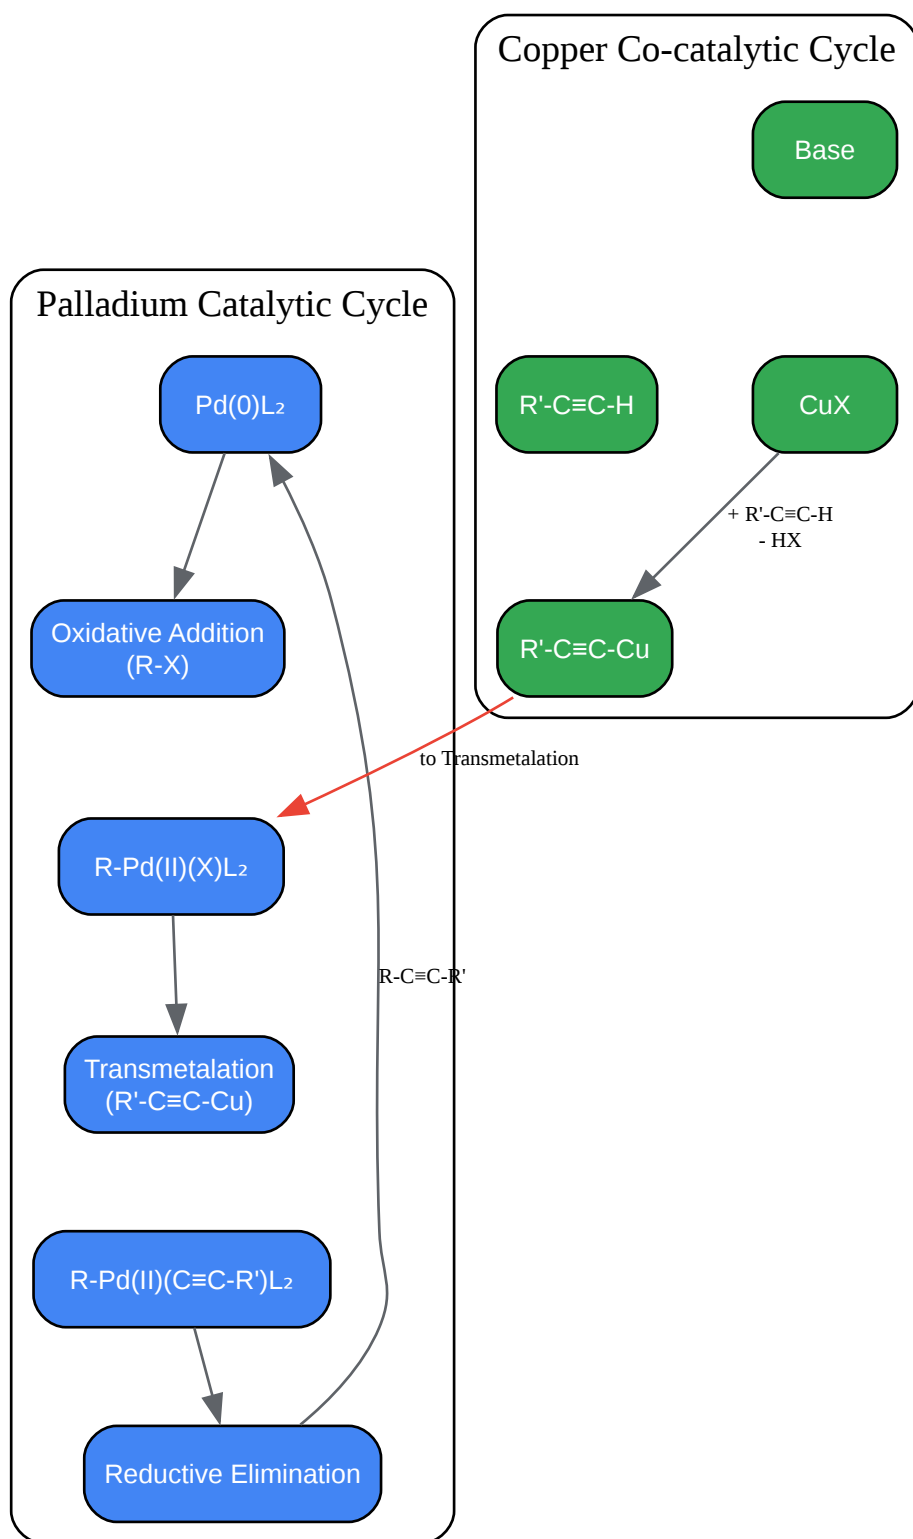 Copper Co-catalytic Cycle
Base
Palladium Catalytic Cycle
Pd(0)L₂
R'-C≡C-H
CuX
+ R'-C≡C-H
- HX
Oxidative Addition
(R-X)
R'-C≡C-Cu
to Transmetalation
R-Pd(II)(X)L₂
R-C≡C-R'
Transmetalation
(R'-C≡C-Cu)
R-Pd(II)(C≡C-R')L₂
Reductive Elimination